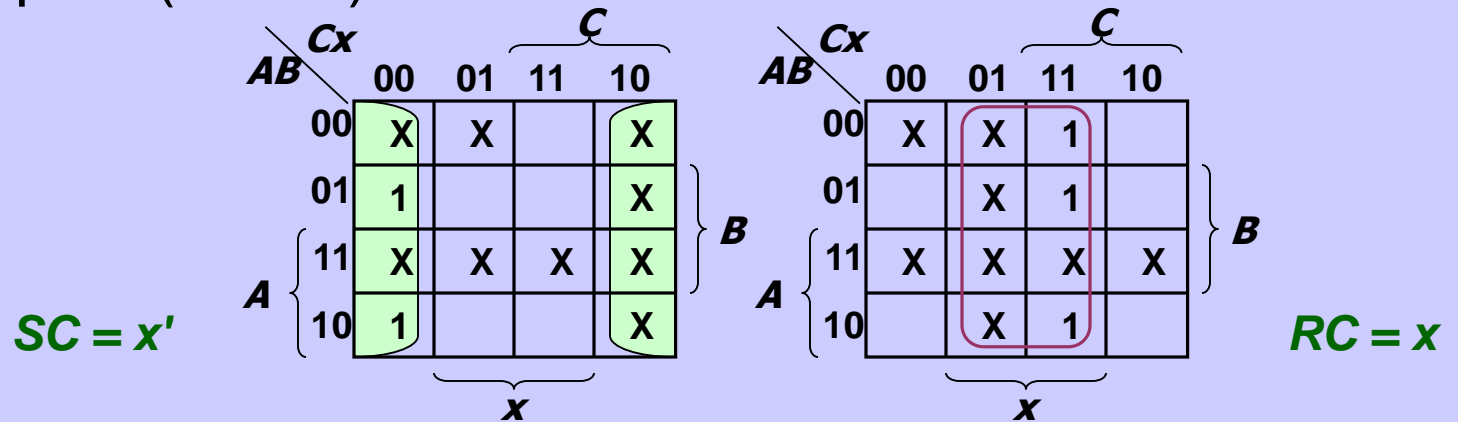 Cx C
AB 00 01 11 10
00 X X X
01 1 X
B
11 X X X X
A
10 1 X
x
SC = x'
Cx C
AB 00 01 11 10
00 X X 1
01 X 1
B
11 X X X X
A
10 X 1
x
RC = x